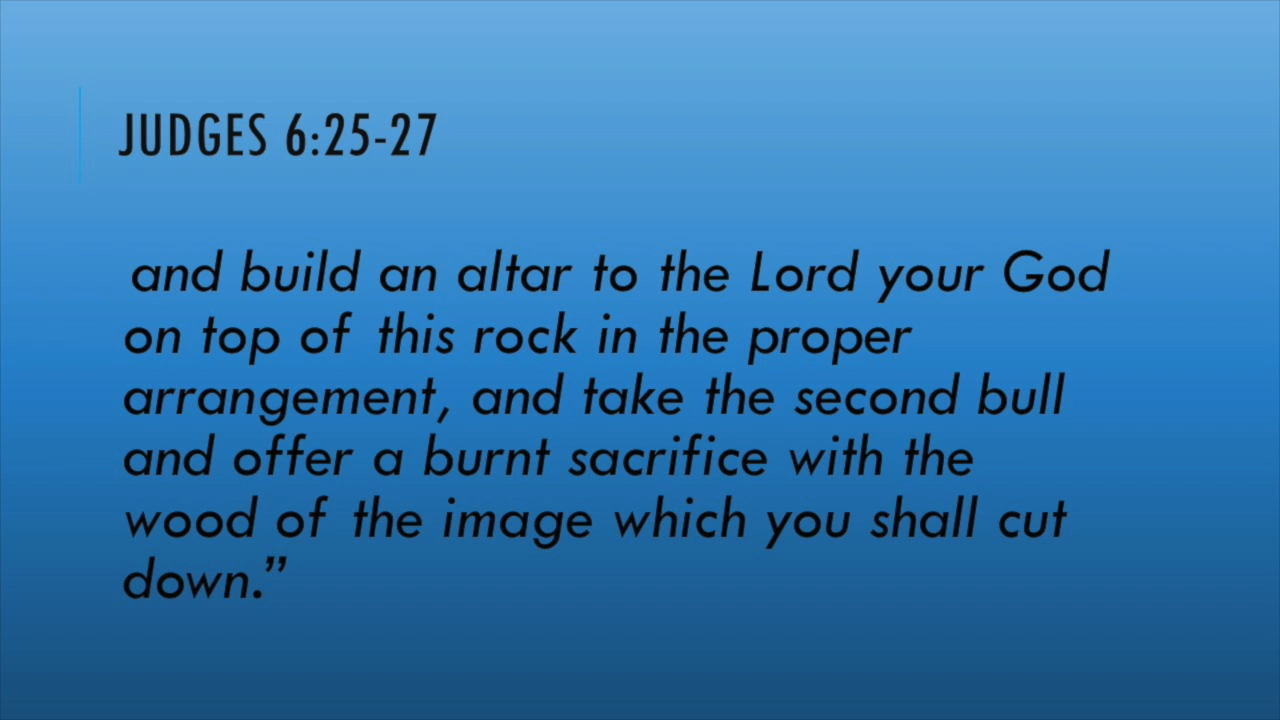 JUDGES 6:25-27
and build an altar to the Lord your God
on top of this rock in the proper
arrangement, and take the second bull
and offer a burnt sacrifice with the
wood of the image which you shall cut
down.”